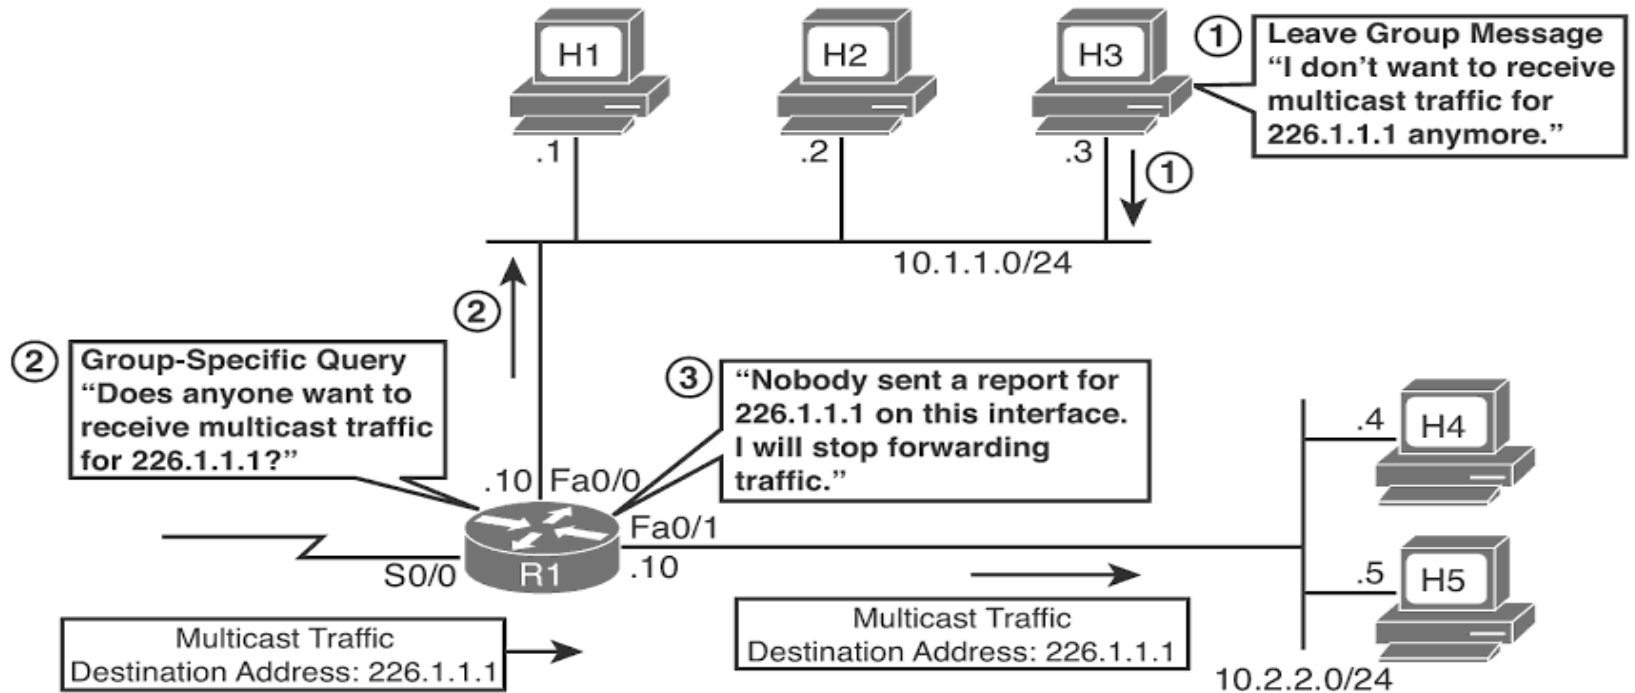 H1
H2
H3
1
Leave Group Message
“I don’t want to receive
multicast traffic for
226.1.1.1 anymore.”
.1
.2
.3
1
10.1.1.0/24
2
2
Group-Specific Query
“Does anyone want to
receive multicast traffic
for 226.1.1.1?”
3
“Nobody sent a report for
226.1.1.1 on this interface.
I will stop forwarding
traffic.”
.10
Fa0/0
Fa0/1
.10
S0/0
R1
.4
H4
.5
H5
Multicast Traffic
Destination Address: 226.1.1.1
Multicast Traffic
Destination Address: 226.1.1.1
10.2.2.0/24